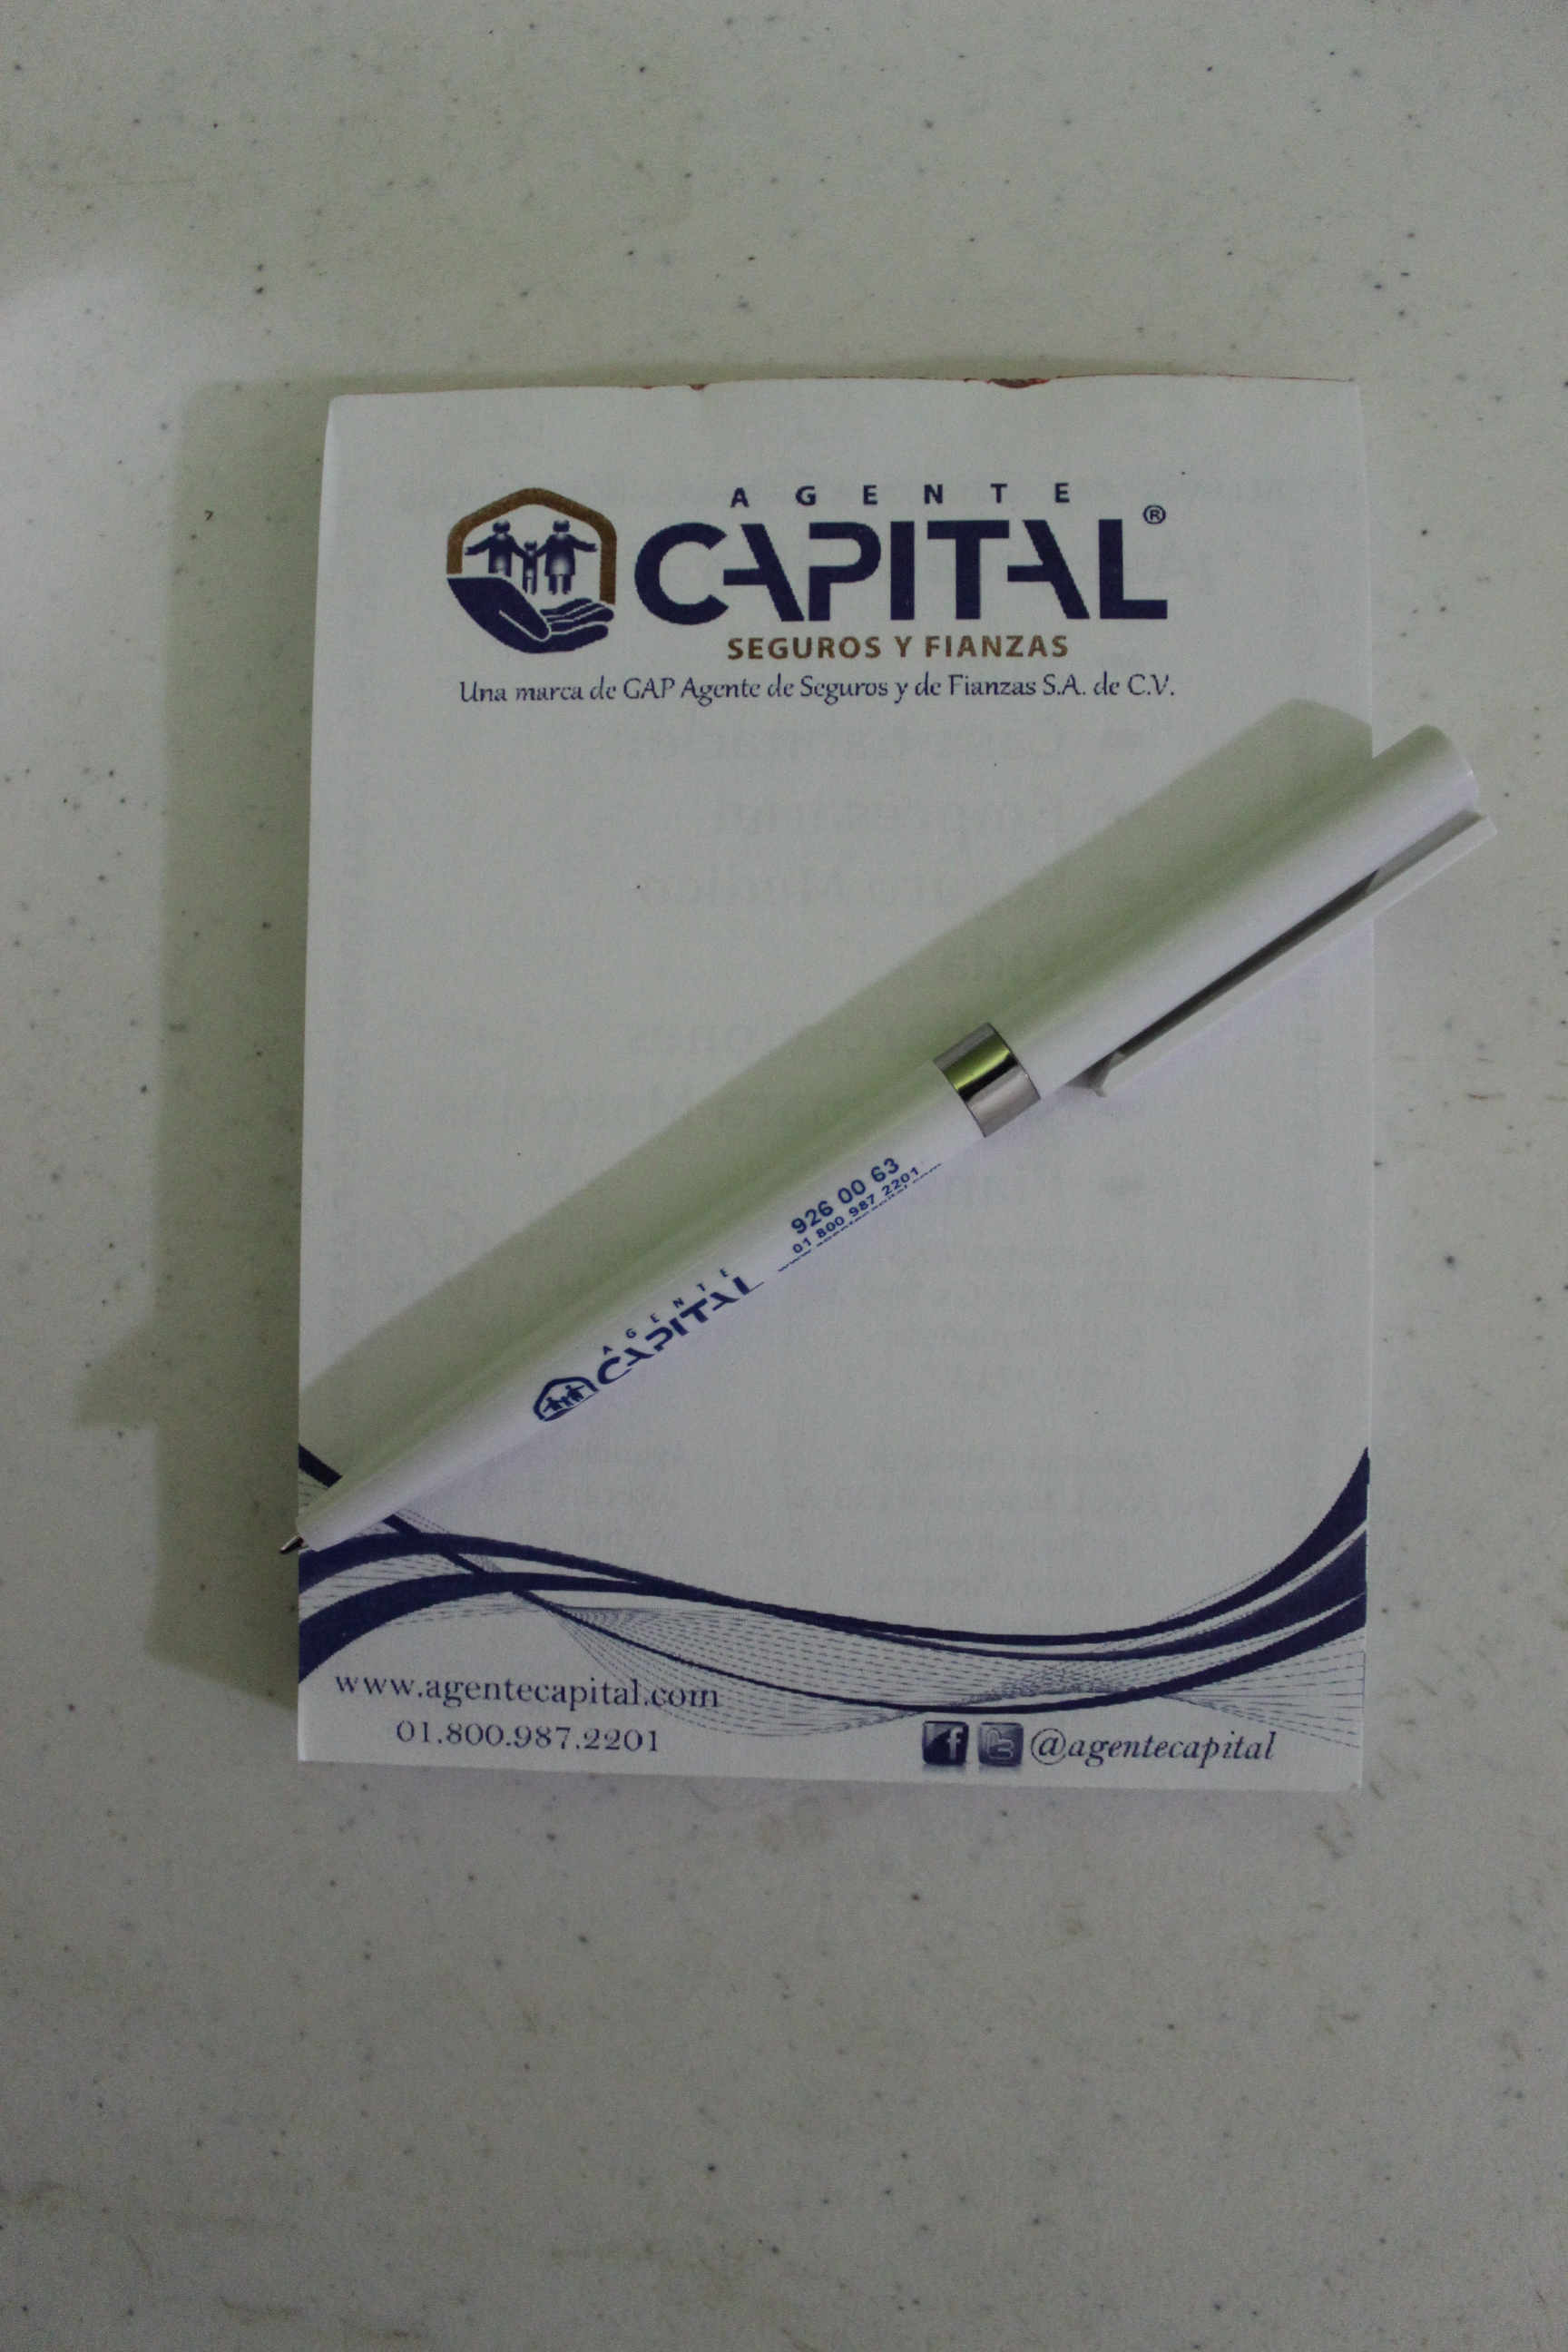 AGENTE
CAPITAL®
SEGUROS Y FIANZAS
Una marca de GAP Agente de Seguros y de Fianzas S.A. de C.V.
926 00 63
01 800 987 2201
AGENTE
CAPITAL
www.agentecapital.com
01.800.987.2201
@agentecapital